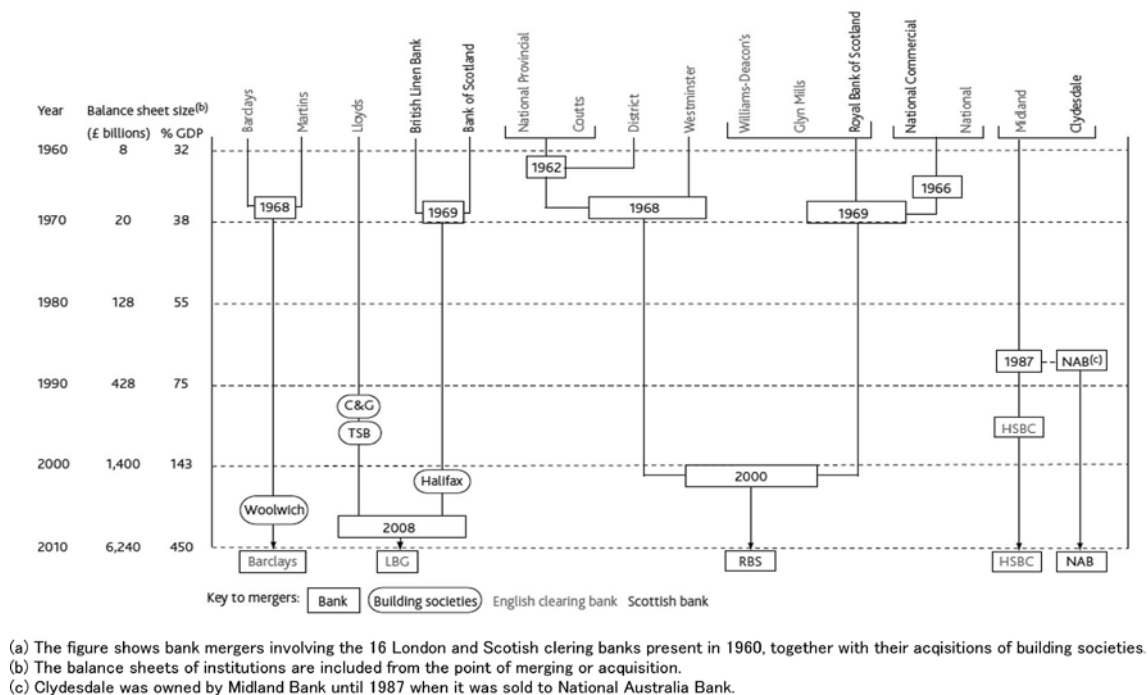 Year
Balance sheet size(b)
(£ billions) % GDP
Barclays
Martins
Lloyds
British Linen Bank
Bank of Scotland
National Provincial
Coutts
District
Westminster
Williams-Deacon's
Glyn Mills
Royal Bank of Scotland
National Commercial
National
Midland
Clydesdale
1960 8 32
1962
1966
1968
1969
1968
1969
1970 20 38
1980 128 55
1987
NAB(c)
1990 428 75
C&G
TSB
HSBC
2000 1,400 143
Halifax
2000
Woolwich
2008
2010 6,240 450
Barclays
LBG
RBS
HSBC
NAB
Key to mergers: Bank Building societies English clearing bank Scottish bank
(a) The figure shows bank mergers involving the 16 London and Scotish clering banks present in 1960, together with their acqisitions of building societies.
(b) The balance sheets of institutions are included from the point of merging or acquisition.
(c) Clydesdale was owned by Midland Bank until 1987 when it was sold to National Australia Bank.